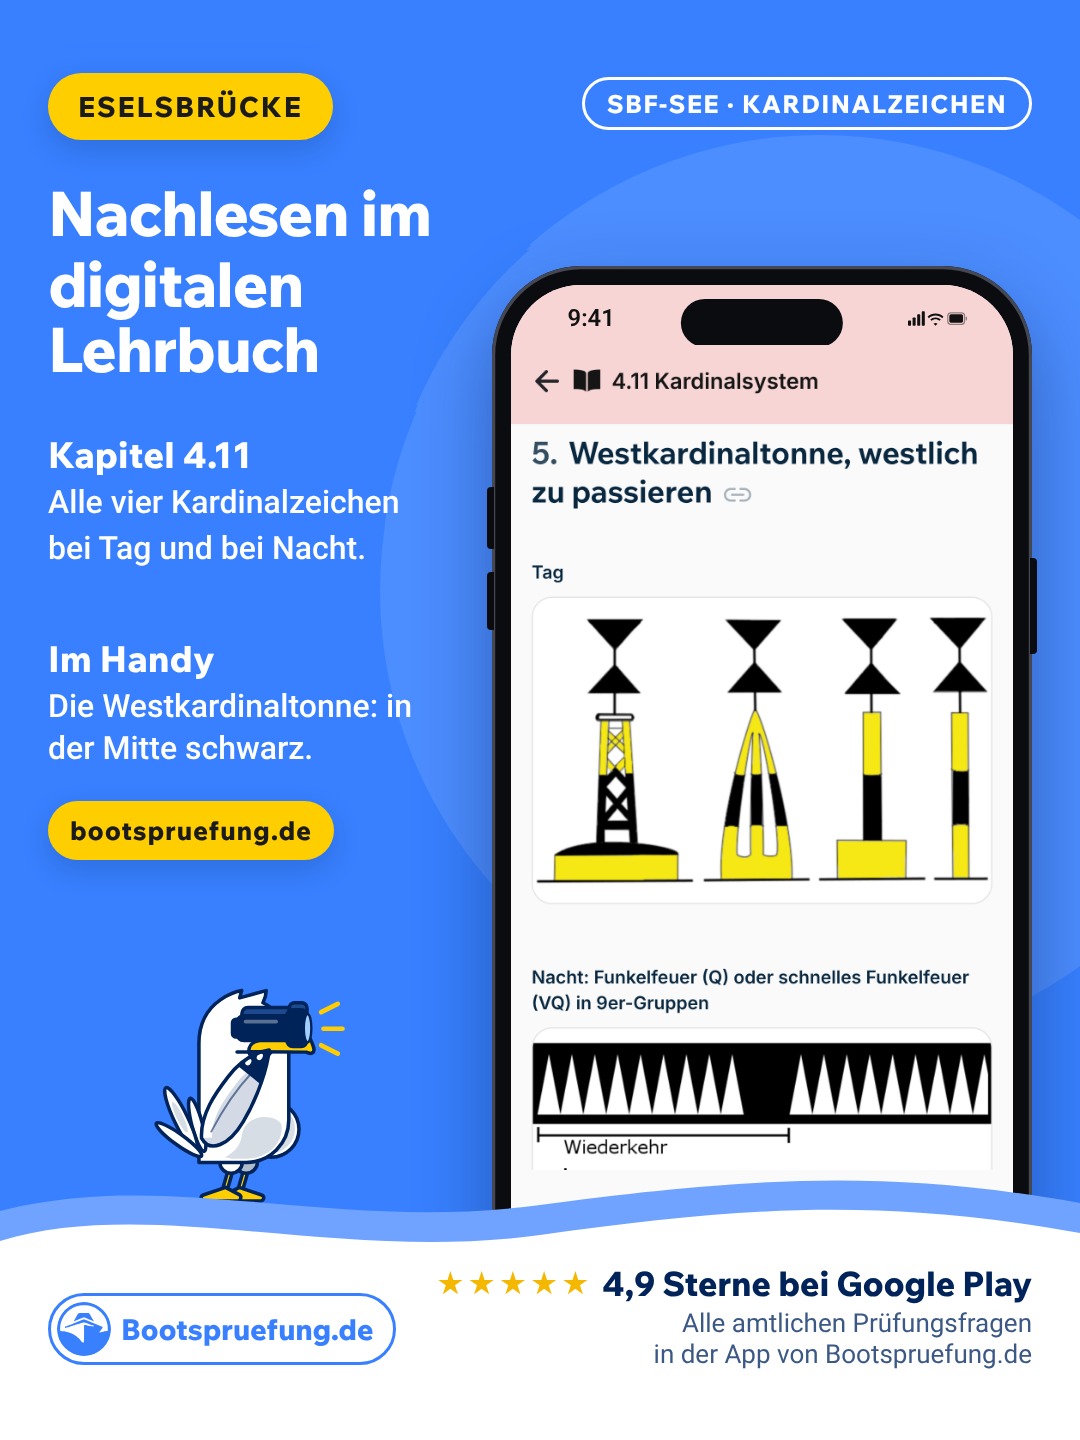 ESELSBRÜCKE
SBF-SEE · KARDINALZEICHEN
Nachlesen im
digitalen
Lehrbuch
Kapitel 4.11
Alle vier Kardinalzeichen
bei Tag und bei Nacht.
Im Handy
Die Westkardinaltonne: in
der Mitte schwarz.
bootspruefung.de
9:41
4.11 Kardinalsystem
5. Westkardinaltonne, westlich
zu passieren
Tag
Nacht: Funkelfeuer (Q) oder schnelles Funkelfeuer
(VQ) in 9er-Gruppen
Wiederkehr
Bootspruefung.de
★★★★★ 4,9 Sterne bei Google Play
Alle amtlichen Prüfungsfragen
in der App von Bootspruefung.de